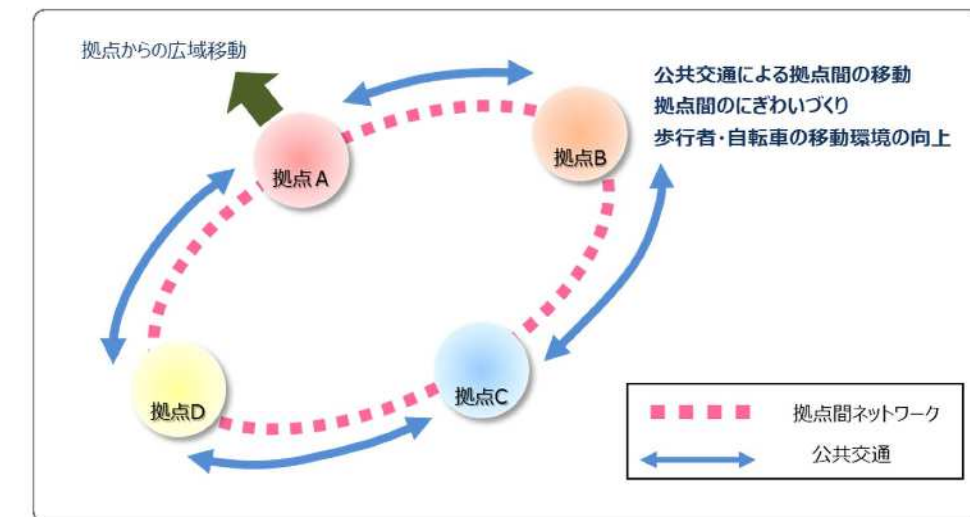 拠点からの広域移動
公共交通による拠点間の移動
拠点間のにぎわいづくり
歩行者・自転車の移動環境の向上
拠点A
拠点B
拠点C
拠点D
拠点間ネットワーク
公共交通